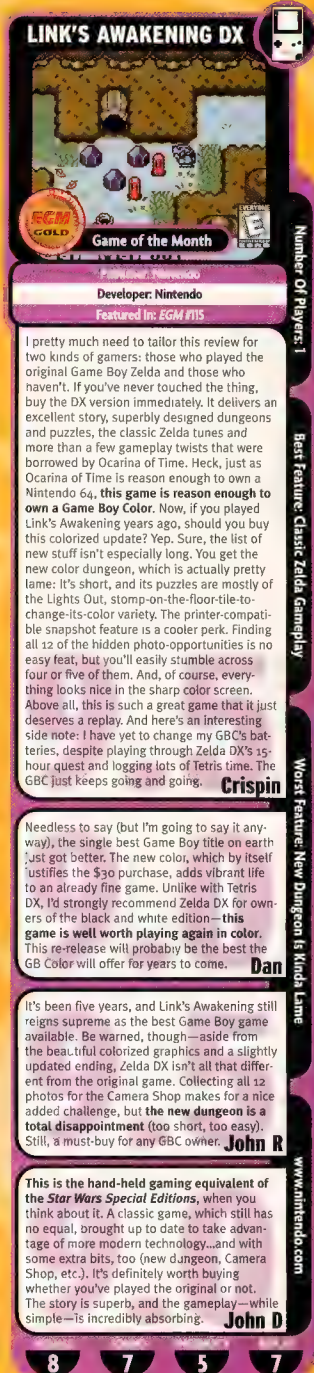 LINK'S AWAKENING DX
EGM
GOLD
Game of the Month
EVERYONE
E
Developer: Nintendo
Featured In: EGM #115
I pretty much need to tailor this review for
two kinds of gamers: those who played the
original Game Boy Zelda and those who
haven't. If you've never touched the thing,
buy the DX version immediately. It delivers an
excellent story, superbly designed dungeons
and puzzles, the classic Zelda tunes and
more than a few gameplay twists that were
borrowed by Ocarina of Time. Heck, just as
Ocarina of Time is reason enough to own a
Nintendo 64, this game is reason enough to
own a Game Boy Color. Now, if you played
Link's Awakening years ago, should you buy
this colorized update? Yep. Sure, the list of
new stuff isn't especially long. You get the
new color dungeon, which is actually pretty
lame: It's short, and its puzzles are mostly of
the Lights Out, stomp-on-the-floor-tile-to-
change-its-color variety. The printer-compati-
ble snapshot feature is a cooler perk. Finding
all 12 of the hidden photo-opportunities is no
easy feat, but you'll easily stumble across
four or five of them. And, of course, every-
thing looks nice in the sharp color screen.
Above all, this is such a great game that it just
deserves a replay. And here's an interesting
side note: I have yet to change my GBC's bat-
teries, despite playing through Zelda DX's 15-
hour quest and logging lots of Tetris time. The
GBC just keeps going and going. Crispin
Needless to say (but I'm going to say it any-
way), the single best Game Boy title on earth
just got better. The new color, which by itself
justifies the $30 purchase, adds vibrant life
to an already fine game. Unlike with Tetris
DX, I'd strongly recommend Zelda DX for own-
ers of the black and white edition—this
game is well worth playing again in color.
This re-release will probably be the best the
GB Color will offer for years to come. Dan
It's been five years, and Link's Awakening still
reigns supreme as the best Game Boy game
available. Be warned, though—aside from
the beautiful colorized graphics and a slightly
updated ending, Zelda DX isn't all that differ-
ent from the original game. Collecting all 12
photos for the Camera Shop makes for a nice
added challenge, but the new dungeon is a
total disappointment (too short, too easy).
Still, a must-buy for any GBC owner. John R
This is the hand-held gaming equivalent of
the Star Wars Special Editions, when you
think about it. A classic game, which still has
no equal, brought up to date to take advan-
tage of more modern technology...and with
some extra bits, too (new dungeon, Camera
Shop, etc.). It's definitely worth buying
whether you've played the original or not.
The story is superb, and the gameplay—while
simple—is incredibly absorbing. John D
8 7 5 7
Number Of Players: 1
Best Feature: Classic Zelda Gameplay
Worst Feature: New Dungeon Is Kinda Lame
www.nintendo.com